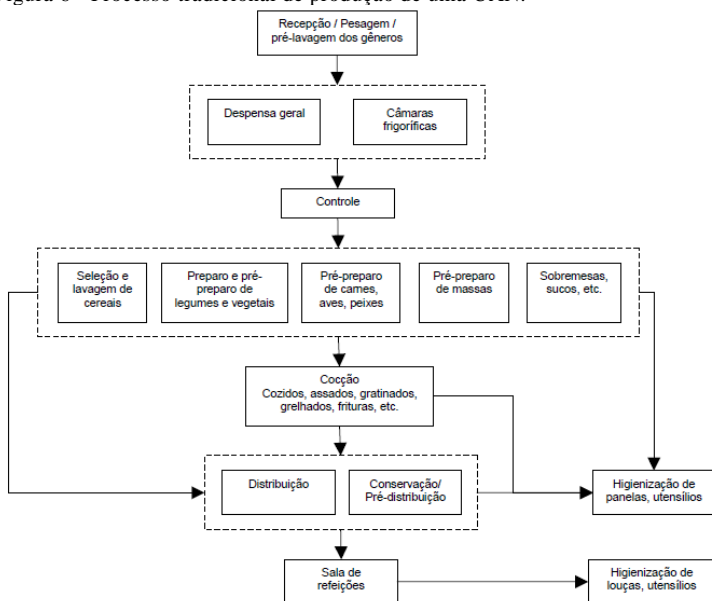 Recepção / Pesagem /
pré-lavagem dos gêneros
Despensa geral
Câmaras
frigoríficas
Controle
Seleção e
lavagem de
cereais
Preparo e pré-
preparo de
legumes e vegetais
Pré-preparo
de carnes,
aves, peixes
Pré-preparo
de massas
Sobremesas,
sucos, etc.
Cocção
Cozidos, assados, gratinados,
grelhados, frituras, etc.
Distribuição
Conservação/
Pré-distribuição
Higienização de
panelas, utensílios
Sala de
refeições
Higienização de
louças, utensílios